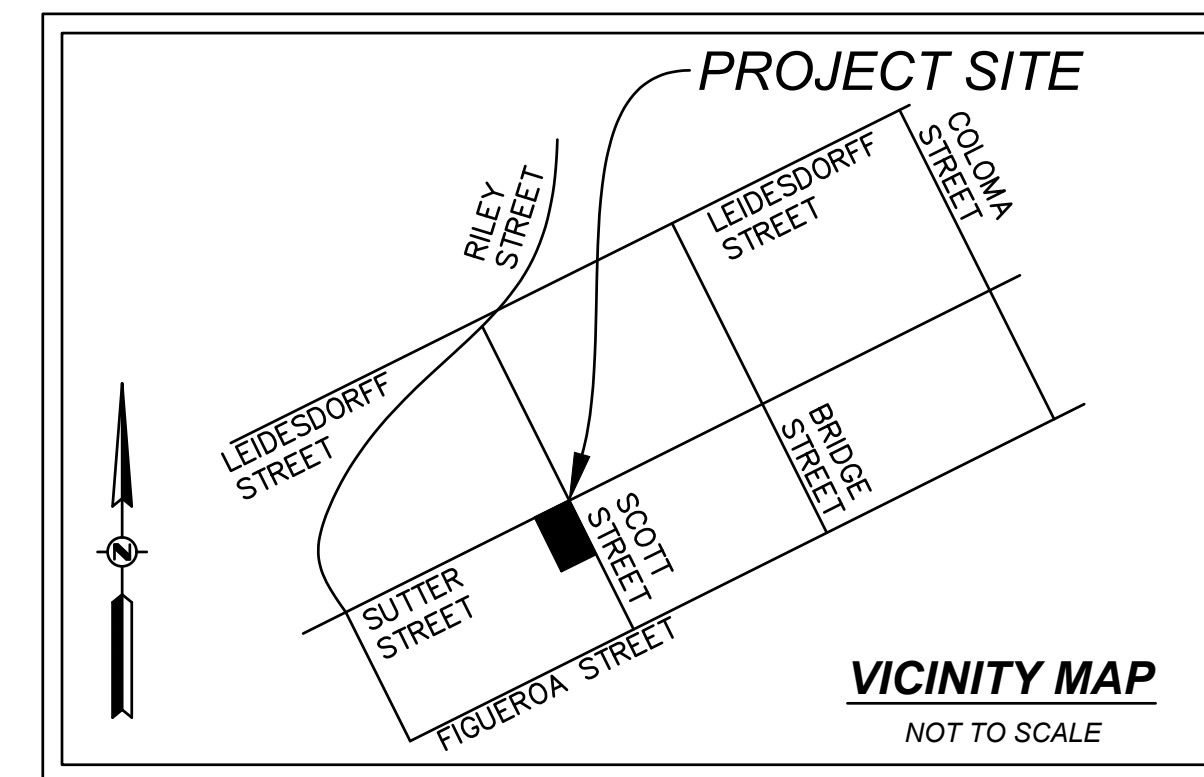 PROJECT SITE
COLOMA
STREET
LEIDESDORFF
STREET
RILEY
STREET
LEIDESDORFF
STREET
BRIDGE
STREET
SCOTT
STREET
N
SUTTER
STREET
FIGUEROA STREET
VICINITY MAP
NOT TO SCALE